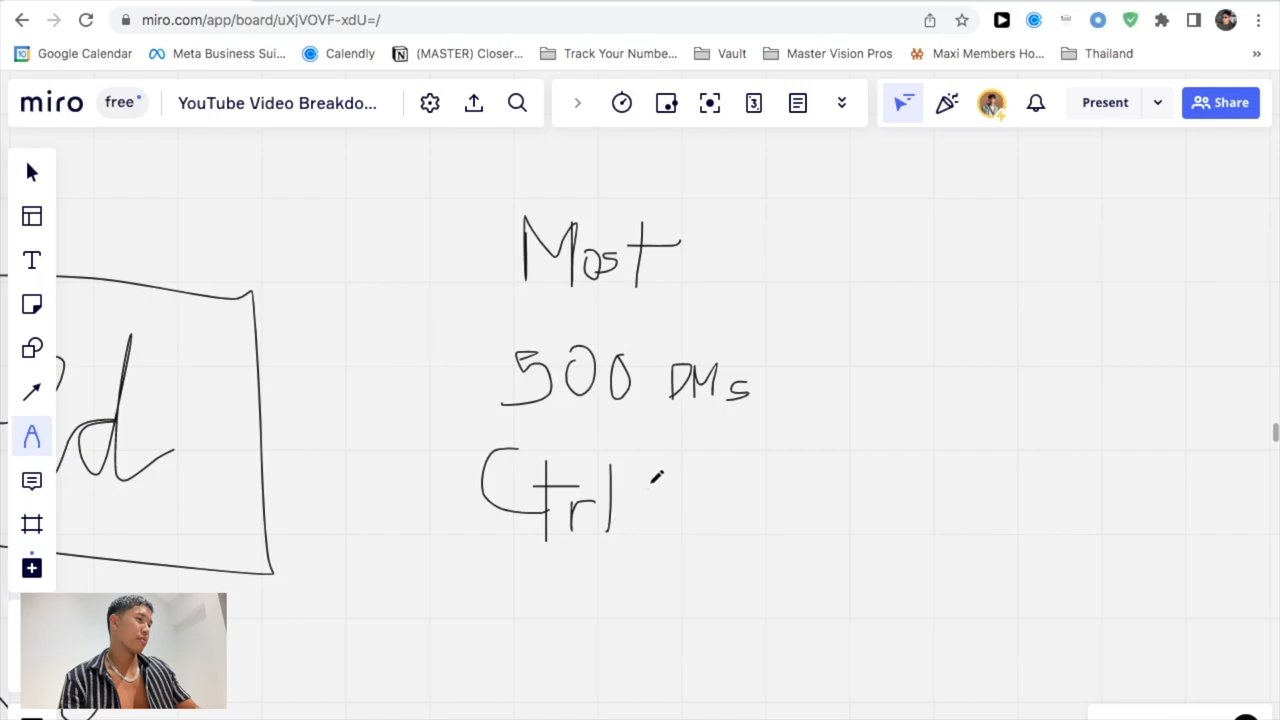 miro.com/app/board/uXjVOVF-xdU=/
Google Calendar
Meta Business Sui...
Calendly
(MASTER) Closer...
Track Your Numbe...
Vault
Master Vision Pros
Maxi Members Ho...
Thailand
»
miro free YouTube Video Breakdo... Present Share
Most
500 DMs
Ctrl